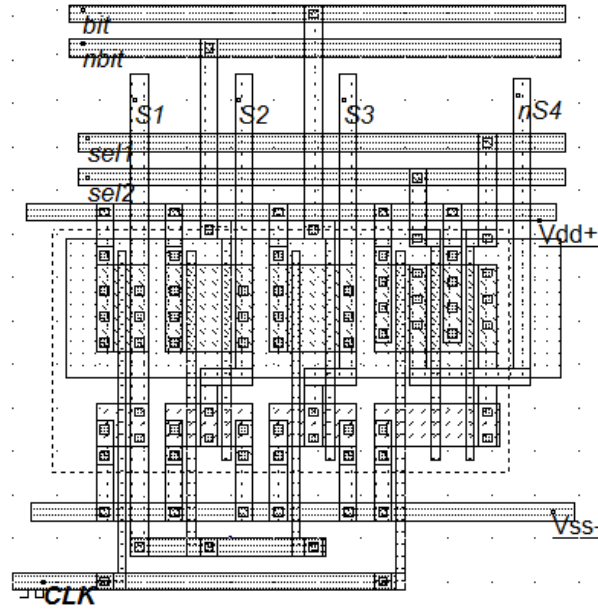 bit
nbit
S1 S2 S3 nS4
sel1
sel2
Vdd+
Vss-
CLK